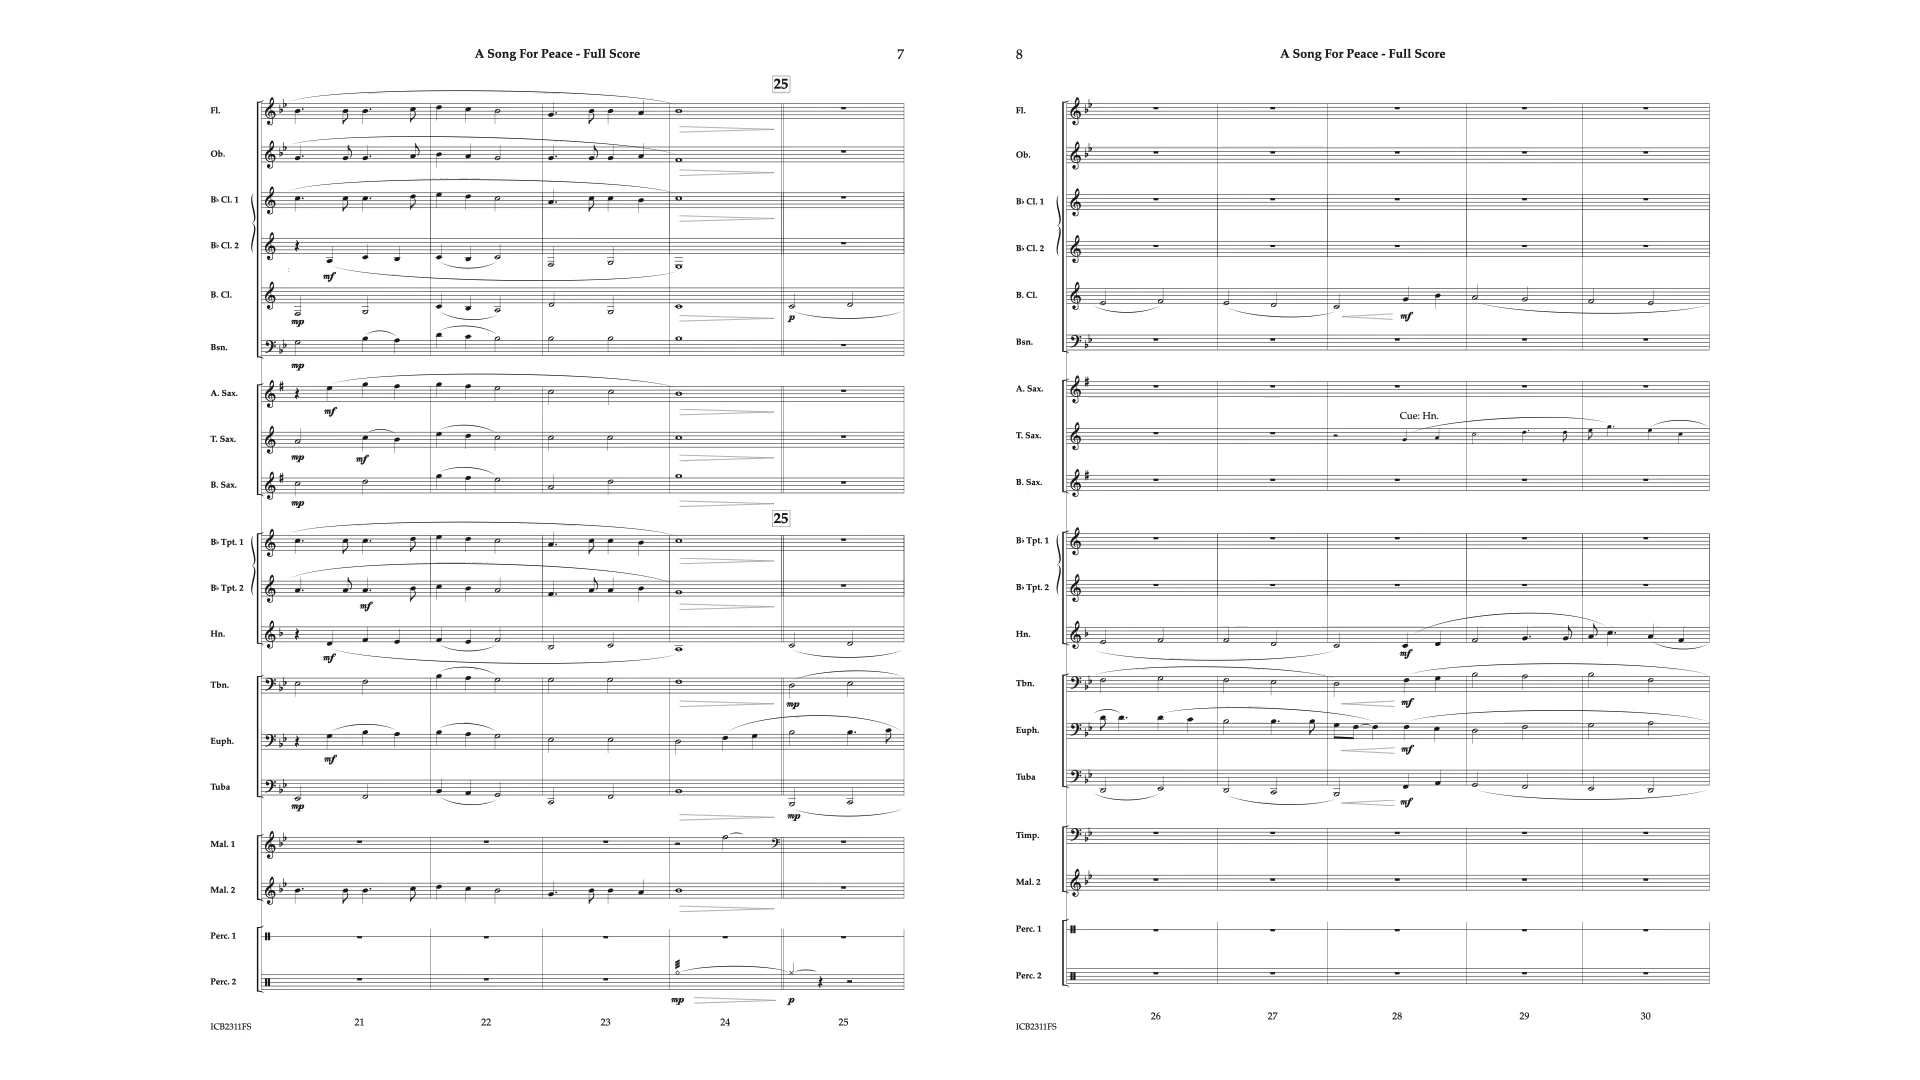 A Song For Peace - Full Score 7
25
Fl.
Ob.
B♭ Cl. 1
B♭ Cl. 2
mf
B. Cl.
mp p
Bsn.
mp
A. Sax.
mf
T. Sax.
mp mf
B. Sax.
mp
25
B♭ Tpt. 1
B♭ Tpt. 2
mf
Hn.
mf
Tbn.
mp
Euph.
mf
Tuba
mp mp
Mal. 1
Mal. 2
Perc. 1
Perc. 2
mp p
21 22 23 24 25
ICB2311FS
8 A Song For Peace - Full Score
Fl.
Ob.
B♭ Cl. 1
B♭ Cl. 2
B. Cl.
mf
Bsn.
A. Sax.
Cue: Hn.
T. Sax.
B. Sax.
B♭ Tpt. 1
B♭ Tpt. 2
Hn.
mf
Tbn.
mf
Euph.
mf
Tuba
mf
Timp.
Mal. 2
Perc. 1
Perc. 2
26 27 28 29 30
ICB2311FS